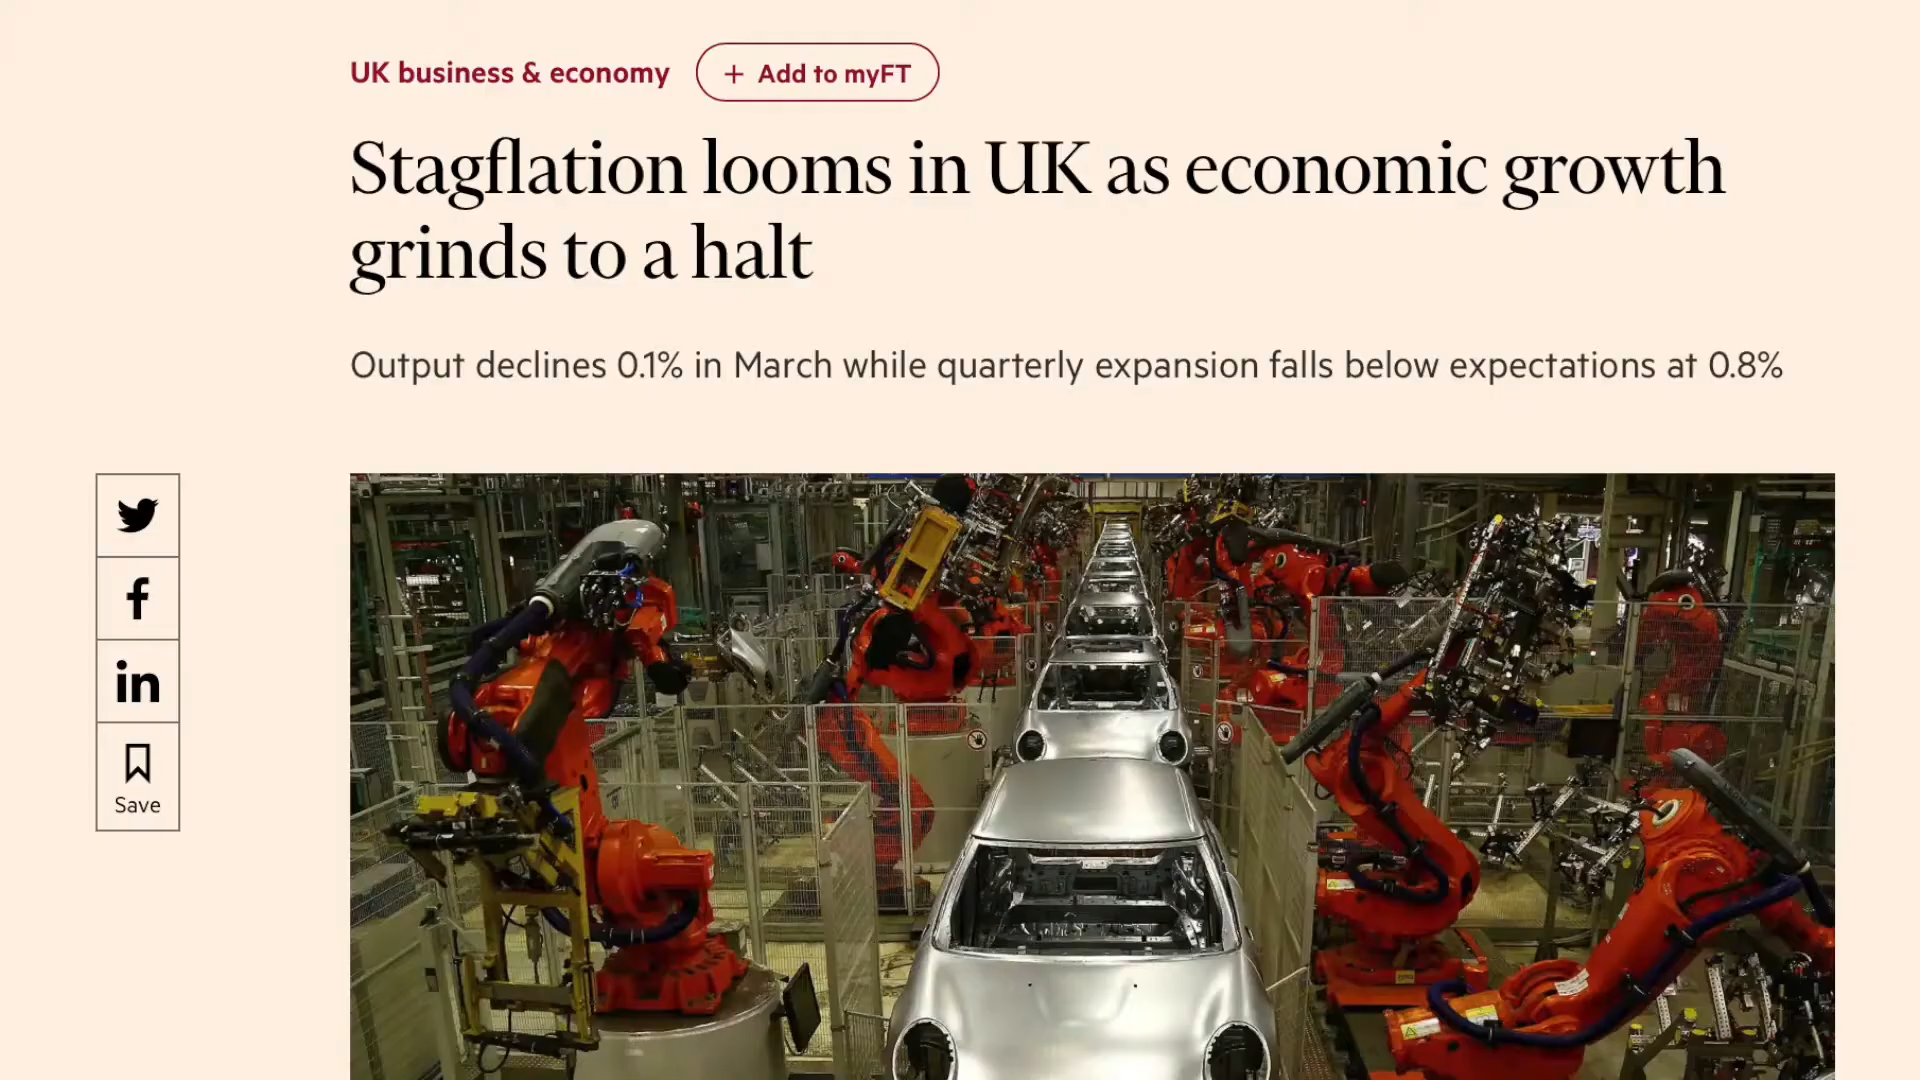 UK business & economy
+ Add to myFT
Stagflation looms in UK as economic growth
grinds to a halt
Output declines 0.1% in March while quarterly expansion falls below expectations at 0.8%
Save